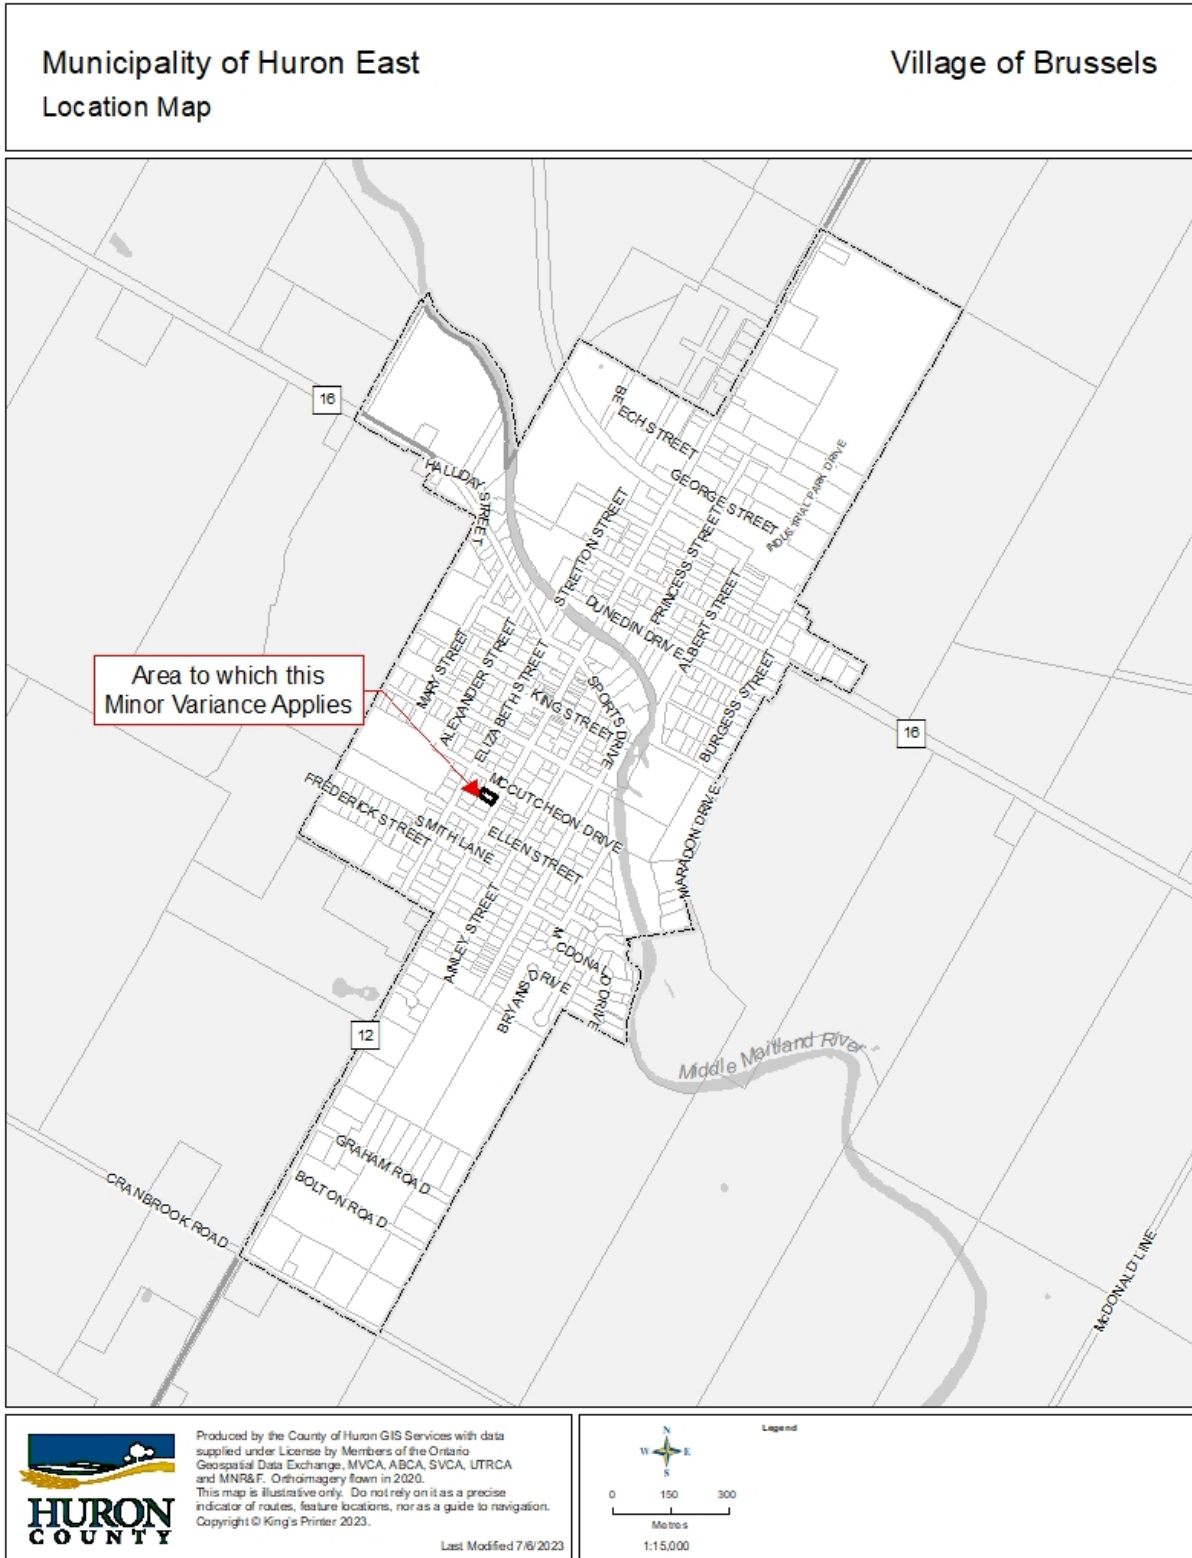 Municipality of Huron East
Village of Brussels
Location Map
16
BEECH STREET
HALLDAY STREET
GEORGE STREET
INDUSTRIAL PARK DRIVE
STRETTON STREET
PRINCESS STREET
DUNEDIN DRIVE
ALBERT STREET
Area to which this
Minor Variance Applies
MARY STREET
ALEXANDER STREET
ELIZABETH STREET
KING STREET
SPORTS DRIVE
BURGESS STREET
16
FREDERICK STREET
SMITH LANE
MCCUTCHEON DRIVE
ELLEN STREET
MARADON DRIVE
AINLEY STREET
MCDONALD DRIVE
BRYANS DRIVE
12
Middle Maitland River
GRAHAM ROAD
BOLTON ROAD
CRANBROOK ROAD
McDONALD LINE
HURON
COUNTY
Produced by the County of Huron GIS Services with data
supplied under License by Members of the Ontario
Geospatial Data Exchange, MVCA, ABCA, SVCA, UTRCA
and MNR&F. Orthoimagery flown in 2020.
This map is illustrative only. Do not rely on it as a precise
indicator of routes, feature locations, nor as a guide to navigation.
Copyright © King's Printer 2023.
Last Modified 7/6/2023
N
W E
S
Legend
0 150 300
Metres
1:15,000